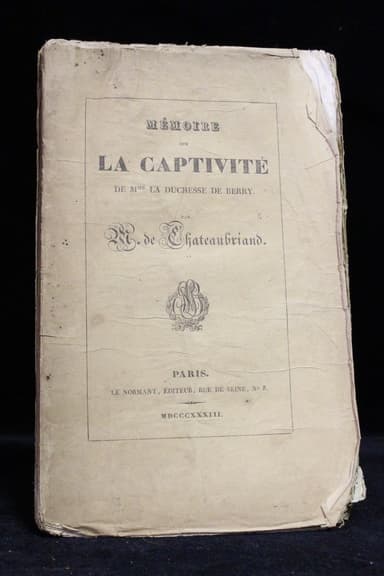 MÉMOIRE
SUR
LA CAPTIVITÉ
DE MME LA DUCHESSE DE BERRY.
PAR
M. de Chateaubriand.
PARIS.
LE NORMANT, ÉDITEUR, RUE DE SEINE, No 8.
MDCCCXXXIII.